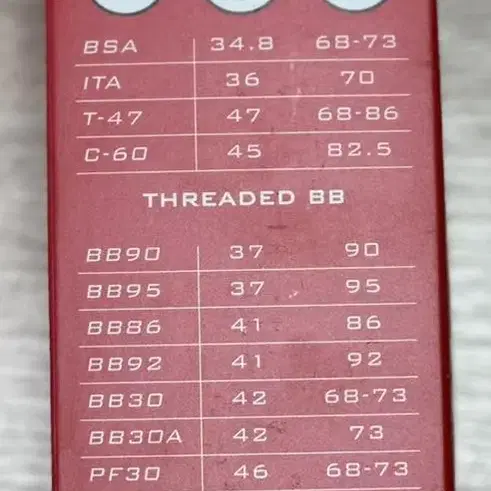 BSA 34.8 68-73
ITA 36 70
T-47 47 68-86
C-60 45 82.5
THREADED BB
BB90 37 90
BB95 37 95
BB86 41 86
BB92 41 92
BB30 42 68-73
BB30A 42 73
PF30 46 68-73